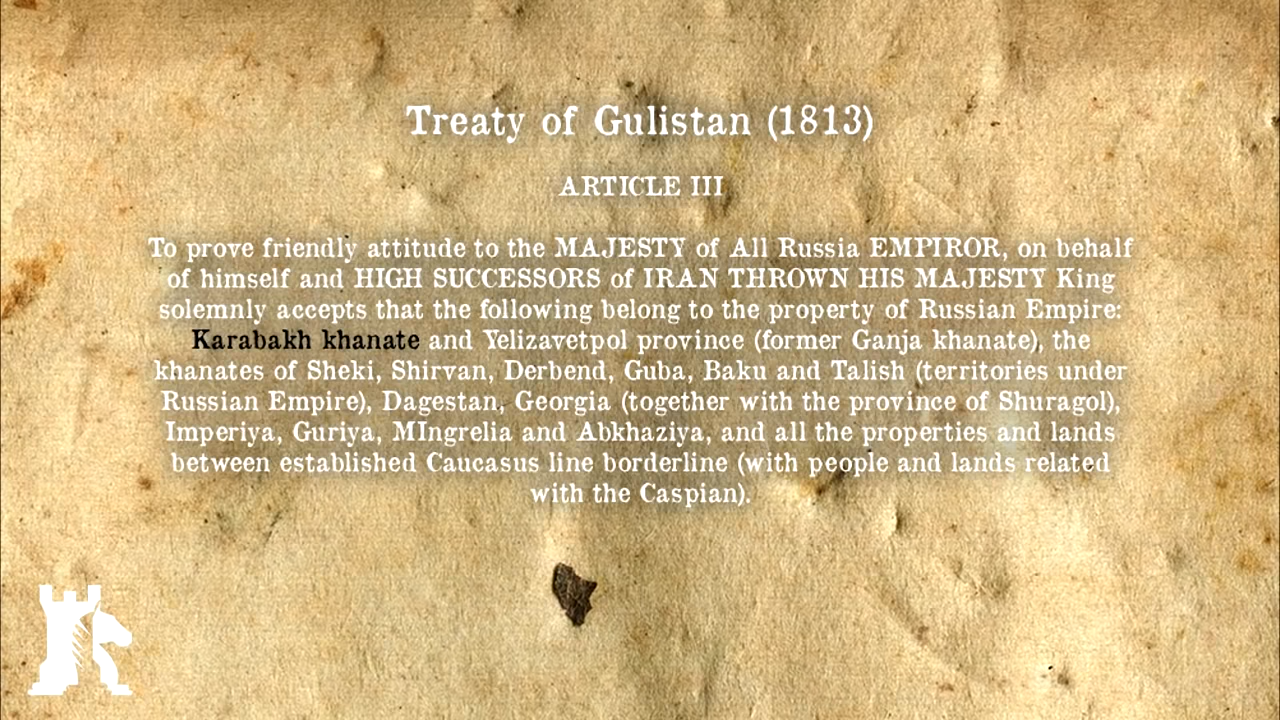 Treaty of Gulistan (1813)
ARTICLE III
To prove friendly attitude to the MAJESTY of All Russia EMPIROR, on behalf
of himself and HIGH SUCCESSORS of IRAN THROWN HIS MAJESTY King
solemnly accepts that the following belong to the property of Russian Empire:
Karabakh khanate and Yelizavetpol province (former Ganja khanate), the
khanates of Sheki, Shirvan, Derbend, Guba, Baku and Talish (territories under
Russian Empire), Dagestan, Georgia (together with the province of Shuragol),
Imperiya, Guriya, MIngrelia and Abkhaziya, and all the properties and lands
between established Caucasus line borderline (with people and lands related
with the Caspian).